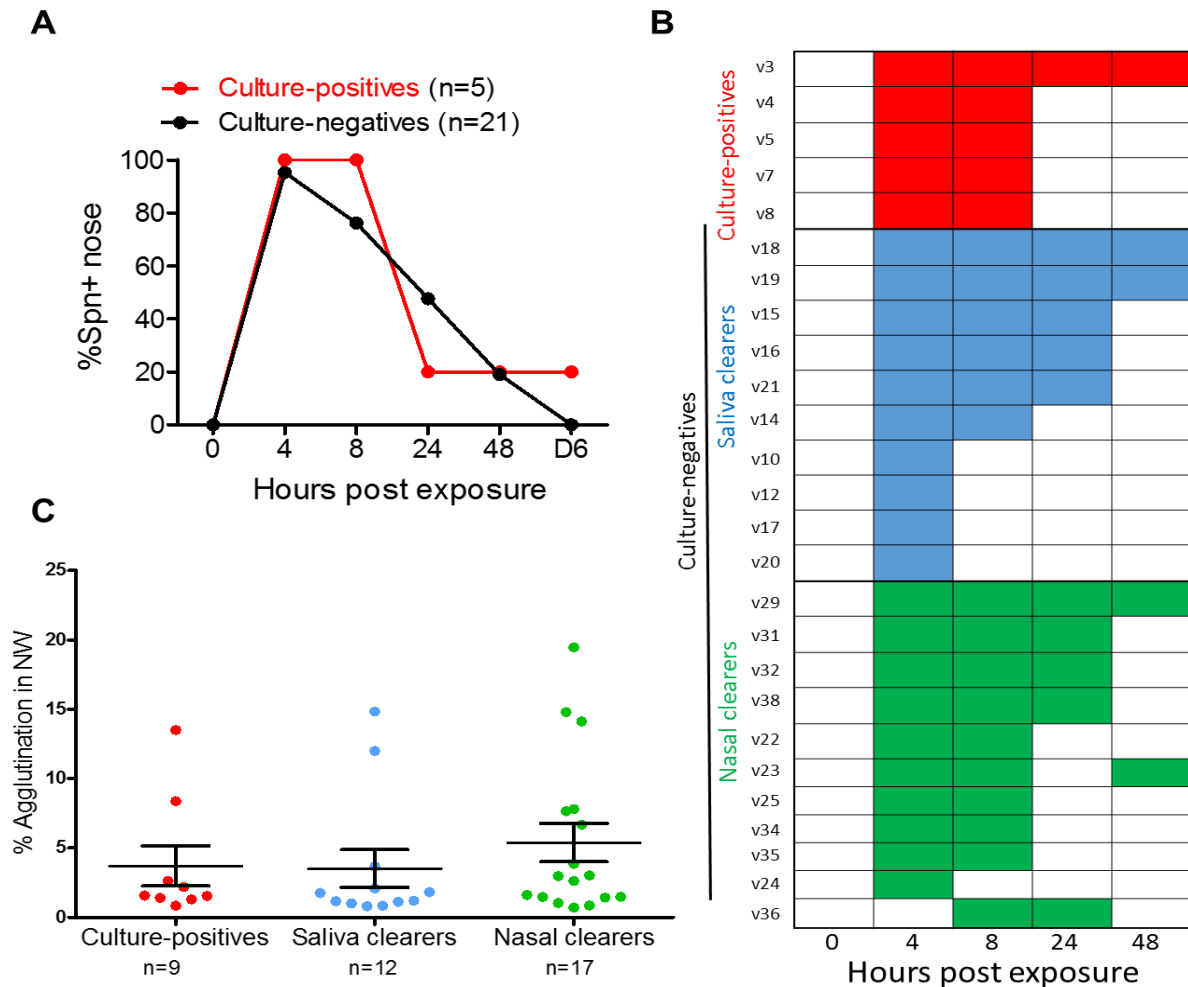 A
Culture-positives (n=5)
Culture-negatives (n=21)
%Spn+ nose
100
80
60
40
20
0
0 4 8 24 48 D6
Hours post exposure
B
Culture-positives
Culture-negatives
Saliva clearers
Nasal clearers
v3
v4
v5
v7
v8
v18
v19
v15
v16
v21
v14
v10
v12
v17
v20
v29
v31
v32
v38
v22
v23
v25
v34
v35
v24
v36
0 4 8 24 48
Hours post exposure
C
% Agglutination in NW
25
20
15
10
5
0
Culture-positives Saliva clearers Nasal clearers
n=9 n=12 n=17